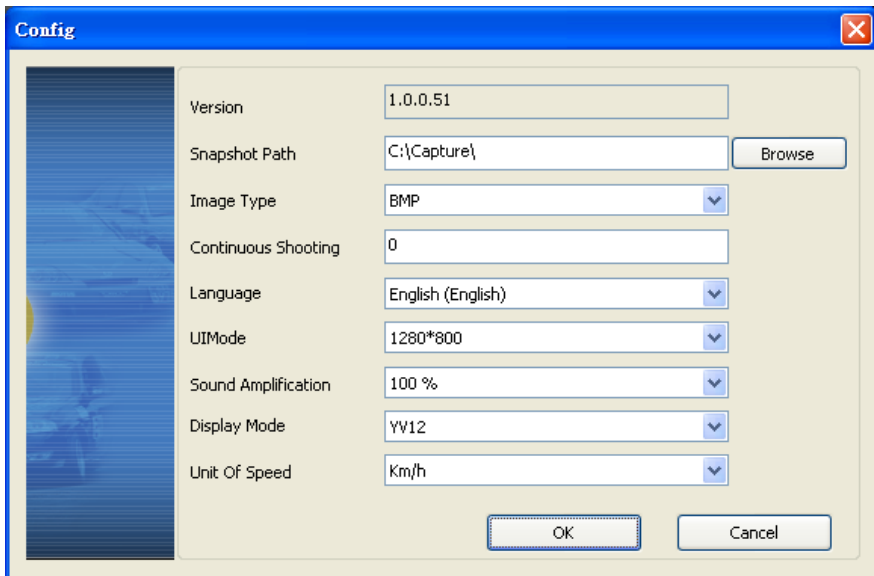 Config
Version 1.0.0.51
Snapshot Path C:\Capture\ Browse
Image Type BMP
Continuous Shooting 0
Language English (English)
UIMode 1280*800
Sound Amplification 100 %
Display Mode YV12
Unit Of Speed Km/h
OK Cancel